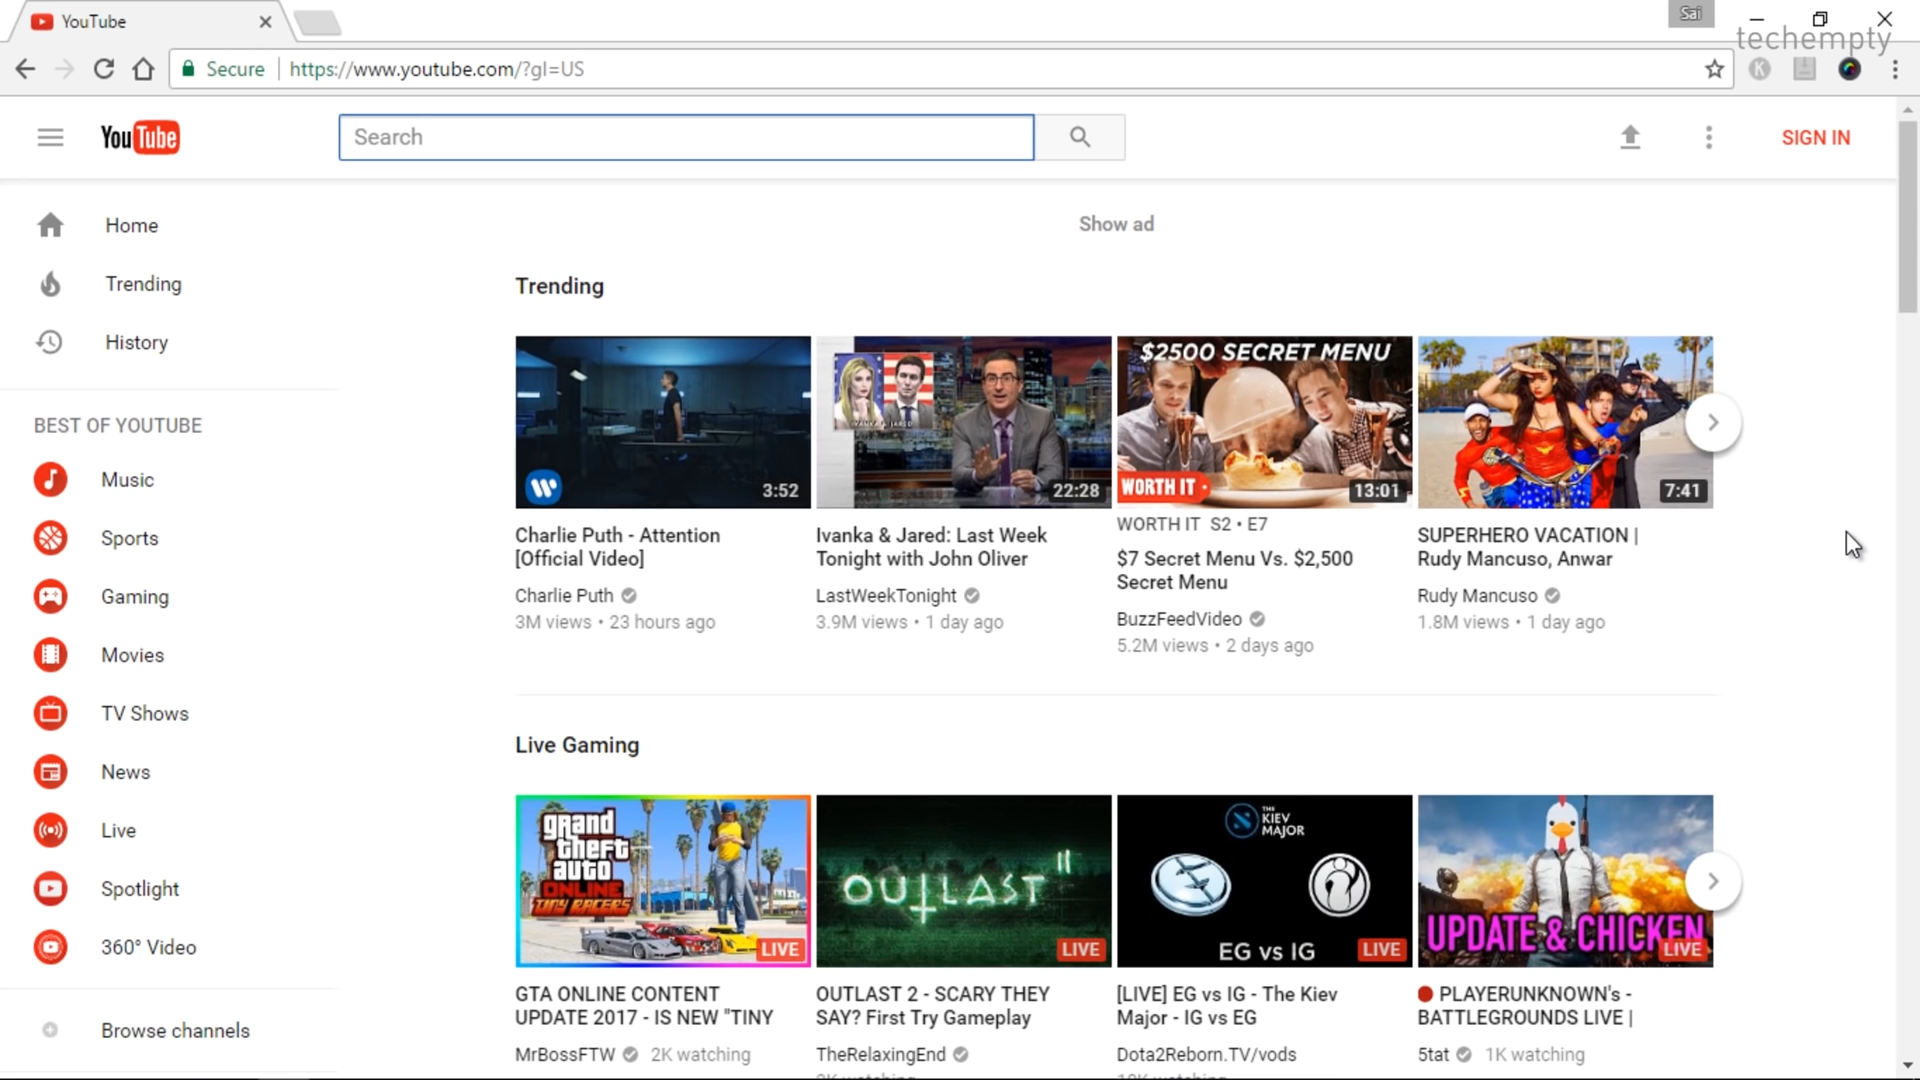 YouTube
Sai
techempty
Secure
https://www.youtube.com/?gl=US
K
YouTube
Search
SIGN IN
Home
Trending
History
BEST OF YOUTUBE
Music
Sports
Gaming
Movies
TV Shows
News
Live
Spotlight
360° Video
Browse channels
Show ad
Trending
3:52
IVANKA & JARED
22:28
$2500 SECRET MENU
WORTH IT
13:01
7:41
Charlie Puth - Attention
[Official Video]
Charlie Puth
3M views • 23 hours ago
Ivanka & Jared: Last Week
Tonight with John Oliver
LastWeekTonight
3.9M views • 1 day ago
WORTH IT S2 • E7
$7 Secret Menu Vs. $2,500
Secret Menu
BuzzFeedVideo
5.2M views • 2 days ago
SUPERHERO VACATION |
Rudy Mancuso, Anwar
Rudy Mancuso
1.8M views • 1 day ago
Live Gaming
grand
theft
auto
ONLINE
TINY RACERS
LIVE
OUTLAST II
LIVE
THE
KIEV
MAJOR
EG vs IG
LIVE
UPDATE & CHICKEN
LIVE
GTA ONLINE CONTENT
UPDATE 2017 - IS NEW "TINY
MrBossFTW 2K watching
OUTLAST 2 - SCARY THEY
SAY? First Try Gameplay
TheRelaxingEnd
[LIVE] EG vs IG - The Kiev
Major - IG vs EG
Dota2Reborn.TV/vods
PLAYERUNKNOWN's -
BATTLEGROUNDS LIVE |
5tat 1K watching